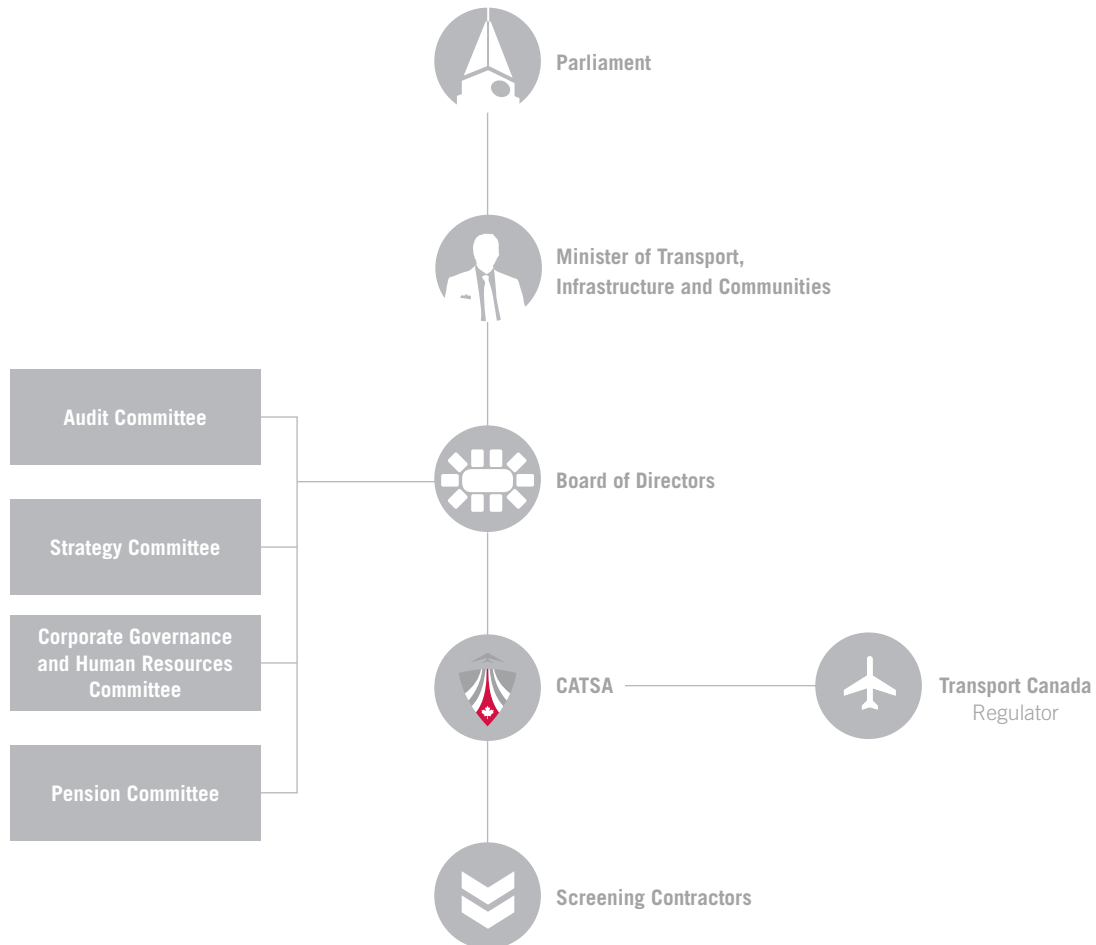 Parliament
Minister of Transport,
Infrastructure and Communities
Audit Committee
Board of Directors
Strategy Committee
Corporate Governance
and Human Resources
Committee
CATSA
Transport Canada
Regulator
Pension Committee
Screening Contractors